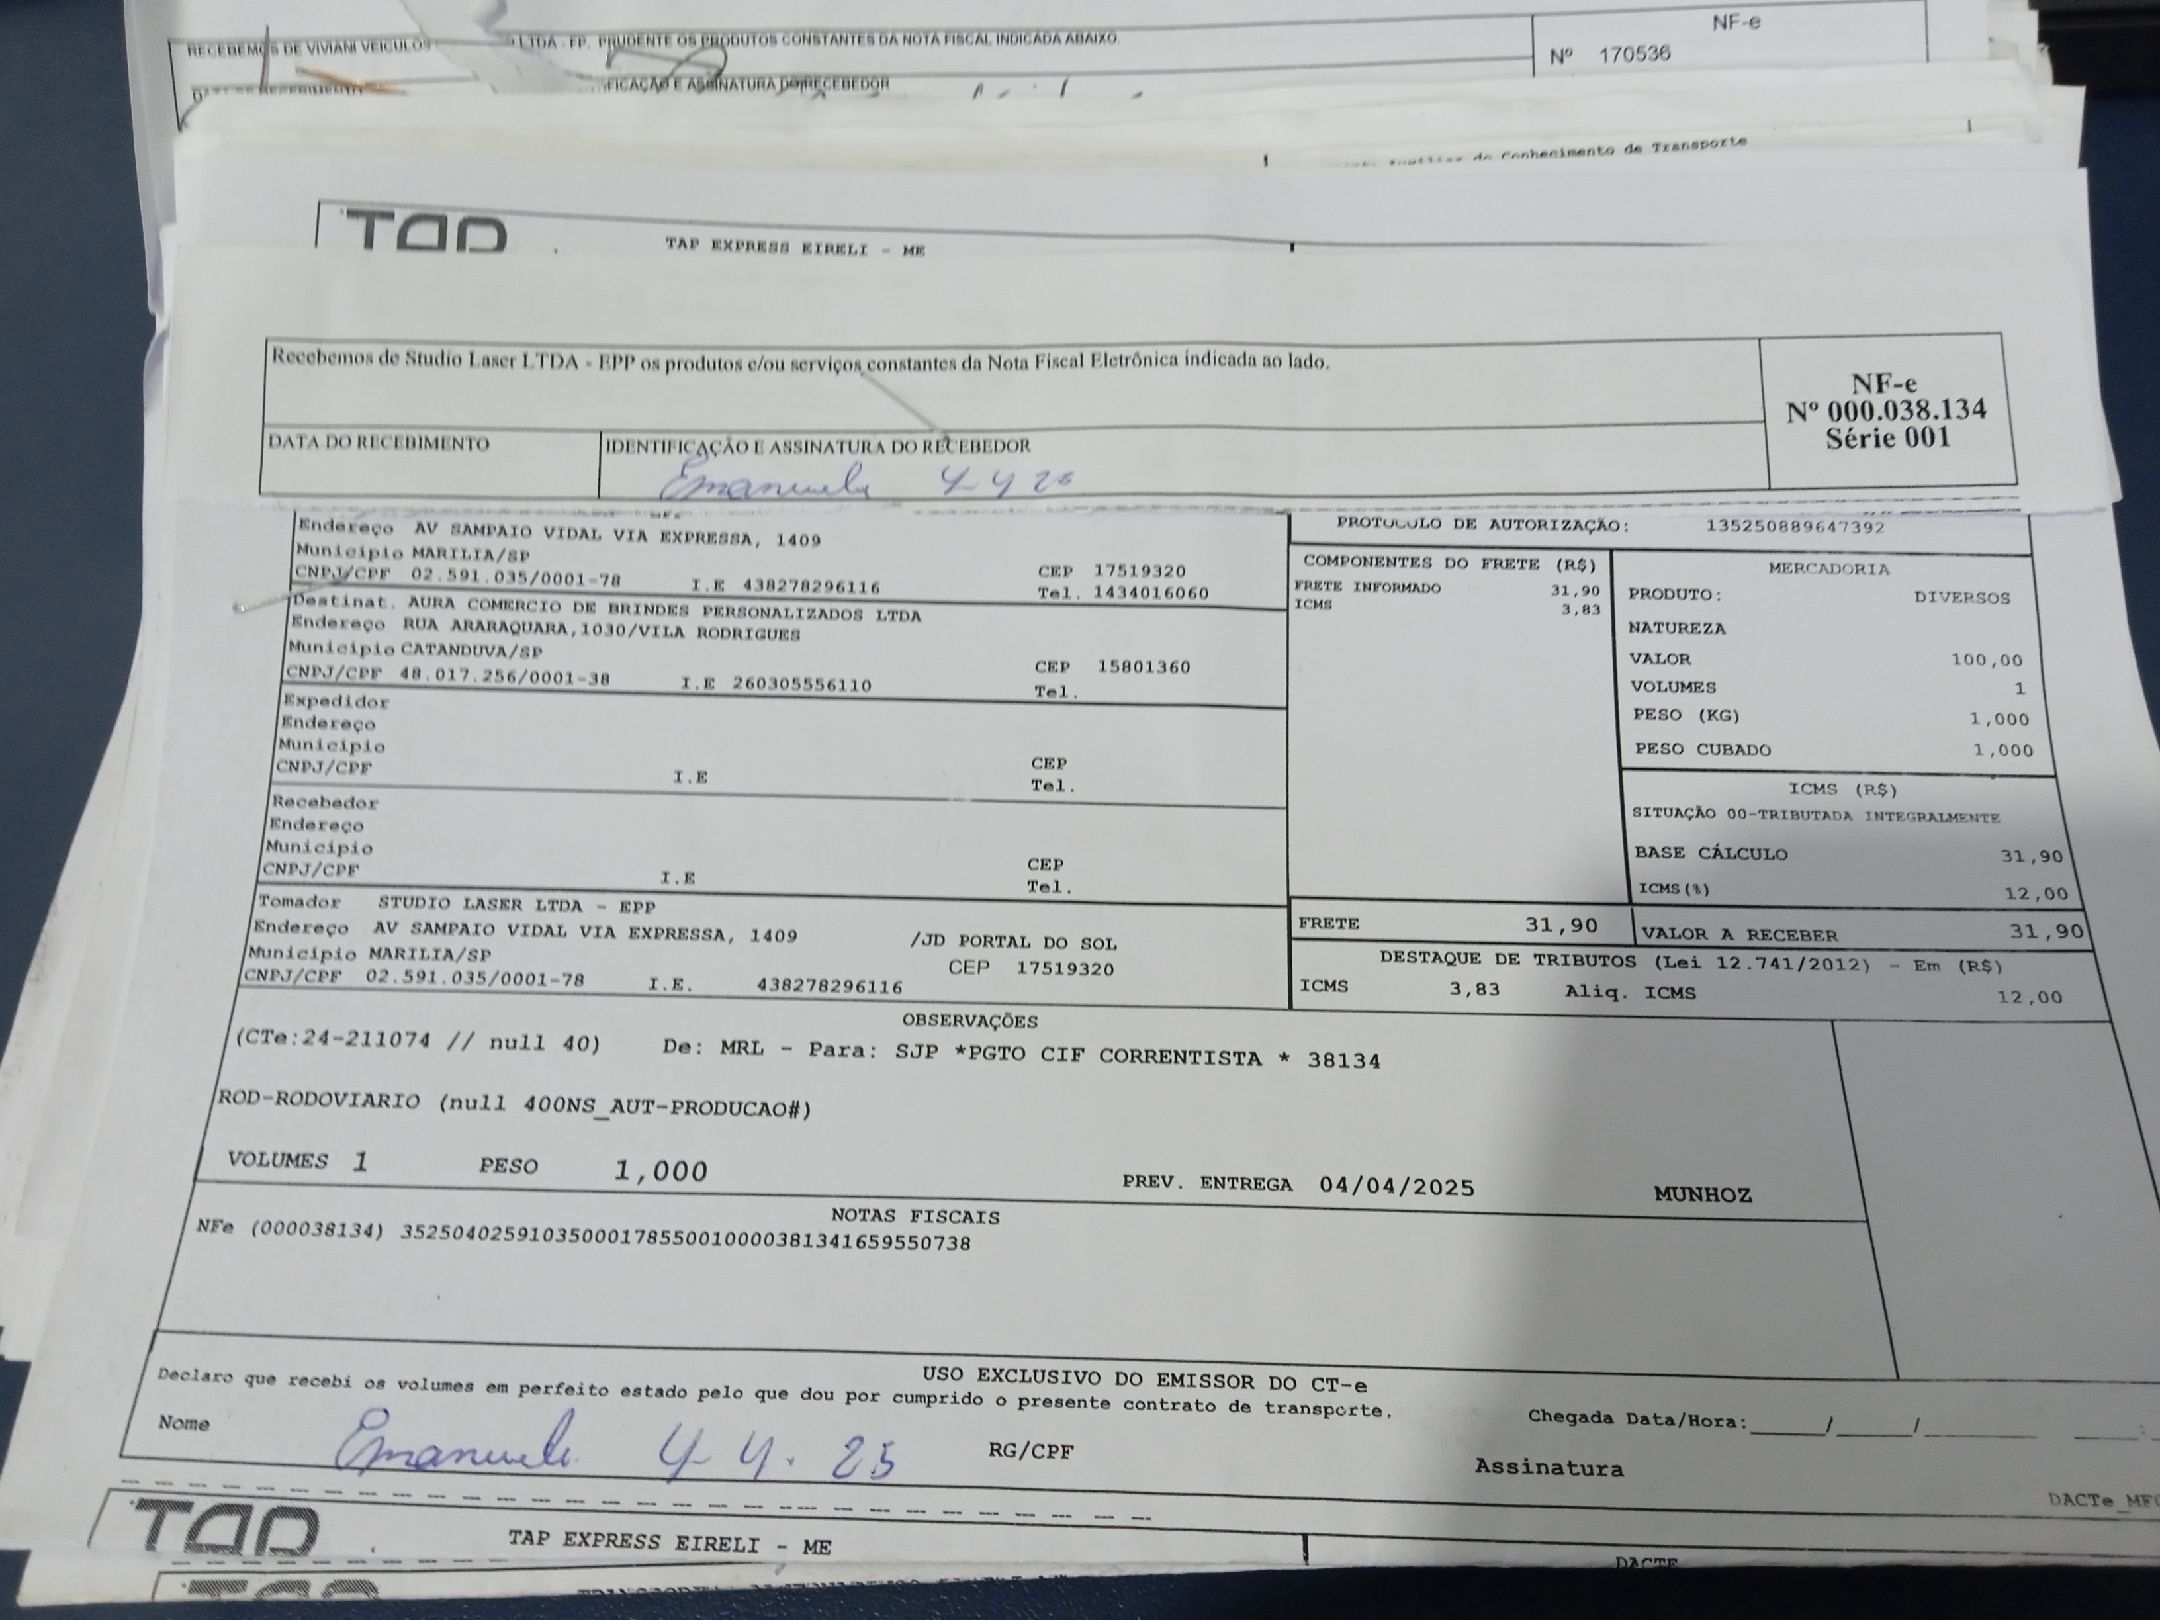 NF-e
RECEBEMOS DE VIVIANI VEICULOS LTDA - EP. PRUDENTE OS PRODUTOS CONSTANTES DA NOTA FISCAL INDICADA ABAIXO.
Nº 170536
ASSINATURA DO RECEBEDOR
do Conhecimento de Transporte
TAP
TAP EXPRESS EIRELI - ME
Recebemos de Studio Laser LTDA - EPP os produtos e/ou serviços constantes da Nota Fiscal Eletrônica indicada ao lado.
NF-e
Nº 000.038.134
Série 001
DATA DO RECEBIMENTO
IDENTIFICAÇÃO E ASSINATURA DO RECEBEDOR
Emanuele 4 4 25
Endereço AV SAMPAIO VIDAL VIA EXPRESSA, 1409
Municipio MARILIA/SP
CNPJ/CPF 02.591.035/0001-78 I.E 438278296116
CEP 17519320
Tel. 1434016060
Destinat. AURA COMERCIO DE BRINDES PERSONALIZADOS LTDA
Endereço RUA ARARAQUARA,1030/VILA RODRIGUES
Municipio CATANDUVA/SP
CNPJ/CPF 48.017.256/0001-38 I.E 260305556110
CEP 15801360
Tel.
Expedidor
Endereço
Municipio
CNPJ/CPF I.E
CEP
Tel.
Recebedor
Endereço
Municipio
CNPJ/CPF I.E
CEP
Tel.
Tomador STUDIO LASER LTDA - EPP
Endereço AV SAMPAIO VIDAL VIA EXPRESSA, 1409 /JD PORTAL DO SOL
Municipio MARILIA/SP CEP 17519320
CNPJ/CPF 02.591.035/0001-78 I.E. 438278296116
PROTOCOLO DE AUTORIZAÇÃO: 135250889647392
COMPONENTES DO FRETE (R$)
FRETE INFORMADO 31,90
ICMS 3,83
MERCADORIA
PRODUTO: DIVERSOS
NATUREZA
VALOR 100,00
VOLUMES 1
PESO (KG) 1,000
PESO CUBADO 1,000
ICMS (R$)
SITUAÇÃO 00-TRIBUTADA INTEGRALMENTE
BASE CÁLCULO 31,90
ICMS(%) 12,00
FRETE 31,90
VALOR A RECEBER 31,90
DESTAQUE DE TRIBUTOS (Lei 12.741/2012) - Em (R$)
ICMS 3,83 Aliq. ICMS 12,00
OBSERVAÇÕES
(CTe:24-211074 // null 40) De: MRL - Para: SJP *PGTO CIF CORRENTISTA * 38134
ROD-RODOVIARIO (null 400NS_AUT-PRODUCAO#)
VOLUMES 1 PESO 1,000 PREV. ENTREGA 04/04/2025 MUNHOZ
NOTAS FISCAIS
NFe (000038134) 35250402591035000178550010000381341659550738
USO EXCLUSIVO DO EMISSOR DO CT-e
Declaro que recebi os volumes em perfeito estado pelo que dou por cumprido o presente contrato de transporte.
Nome Emanuele 4 4. 25 RG/CPF
Chegada Data/Hora:_____/_____/
Assinatura
DACTe_MF
TAP
TAP EXPRESS EIRELI - ME
DACTE